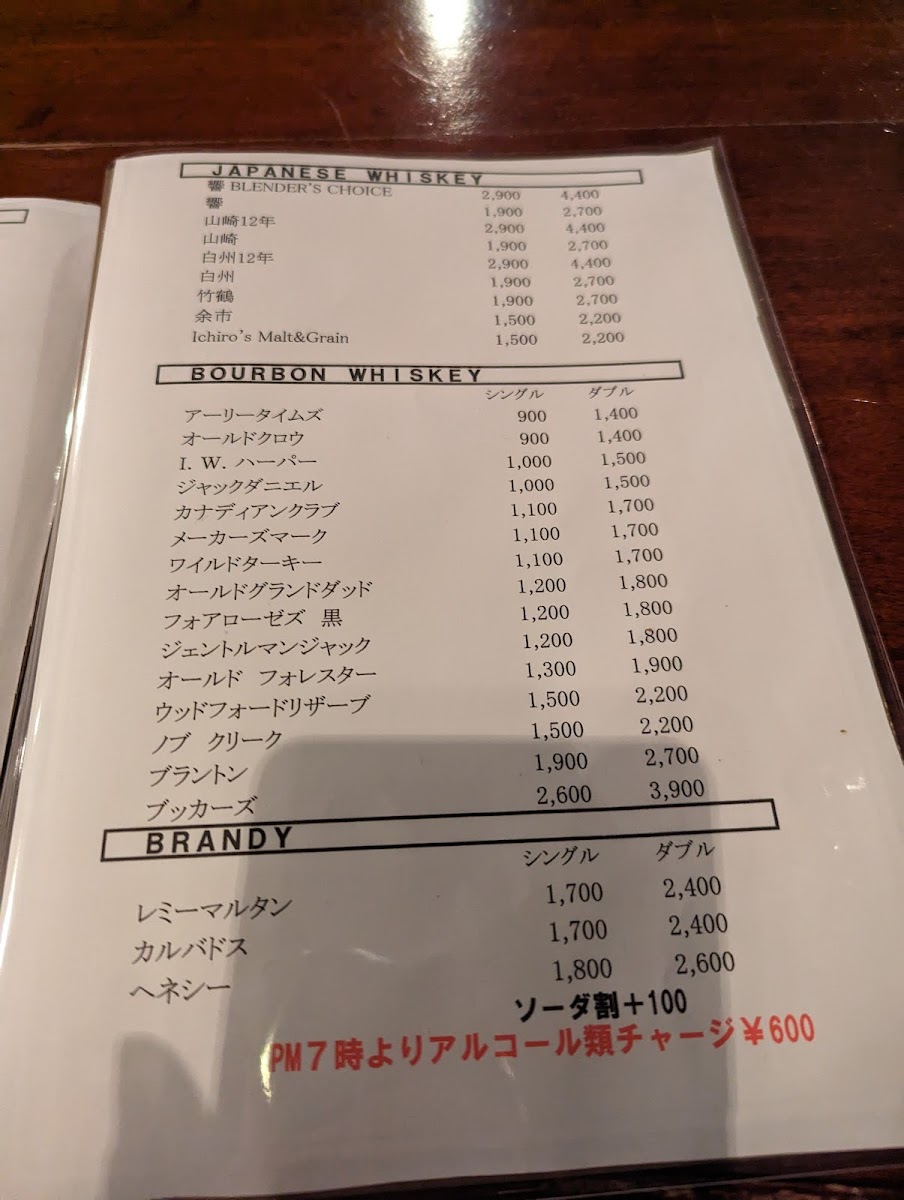 JAPANESE WHISKEY
響 BLENDER'S CHOICE 2,900 4,400
響 1,900 2,700
山崎12年 2,900 4,400
山崎 1,900 2,700
白州12年 2,900 4,400
白州 1,900 2,700
竹鶴 1,900 2,700
余市 1,500 2,200
Ichiro's Malt&Grain 1,500 2,200
BOURBON WHISKEY
シングル ダブル
アーリータイムズ 900 1,400
オールドクロウ 900 1,400
I. W. ハーパー 1,000 1,500
ジャックダニエル 1,000 1,500
カナディアンクラブ 1,100 1,700
メーカーズマーク 1,100 1,700
ワイルドターキー 1,100 1,700
オールドグランドダッド 1,200 1,800
フォアローゼズ 黒 1,200 1,800
ジェントルマンジャック 1,200 1,800
オールド フォレスター 1,300 1,900
ウッドフォードリザーブ 1,500 2,200
ノブ クリーク 1,500 2,200
ブラントン 1,900 2,700
ブッカーズ 2,600 3,900
BRANDY
シングル ダブル
レミーマルタン 1,700 2,400
カルバドス 1,700 2,400
ヘネシー 1,800 2,600
ソーダ割+100
PM7時よりアルコール類チャージ¥600